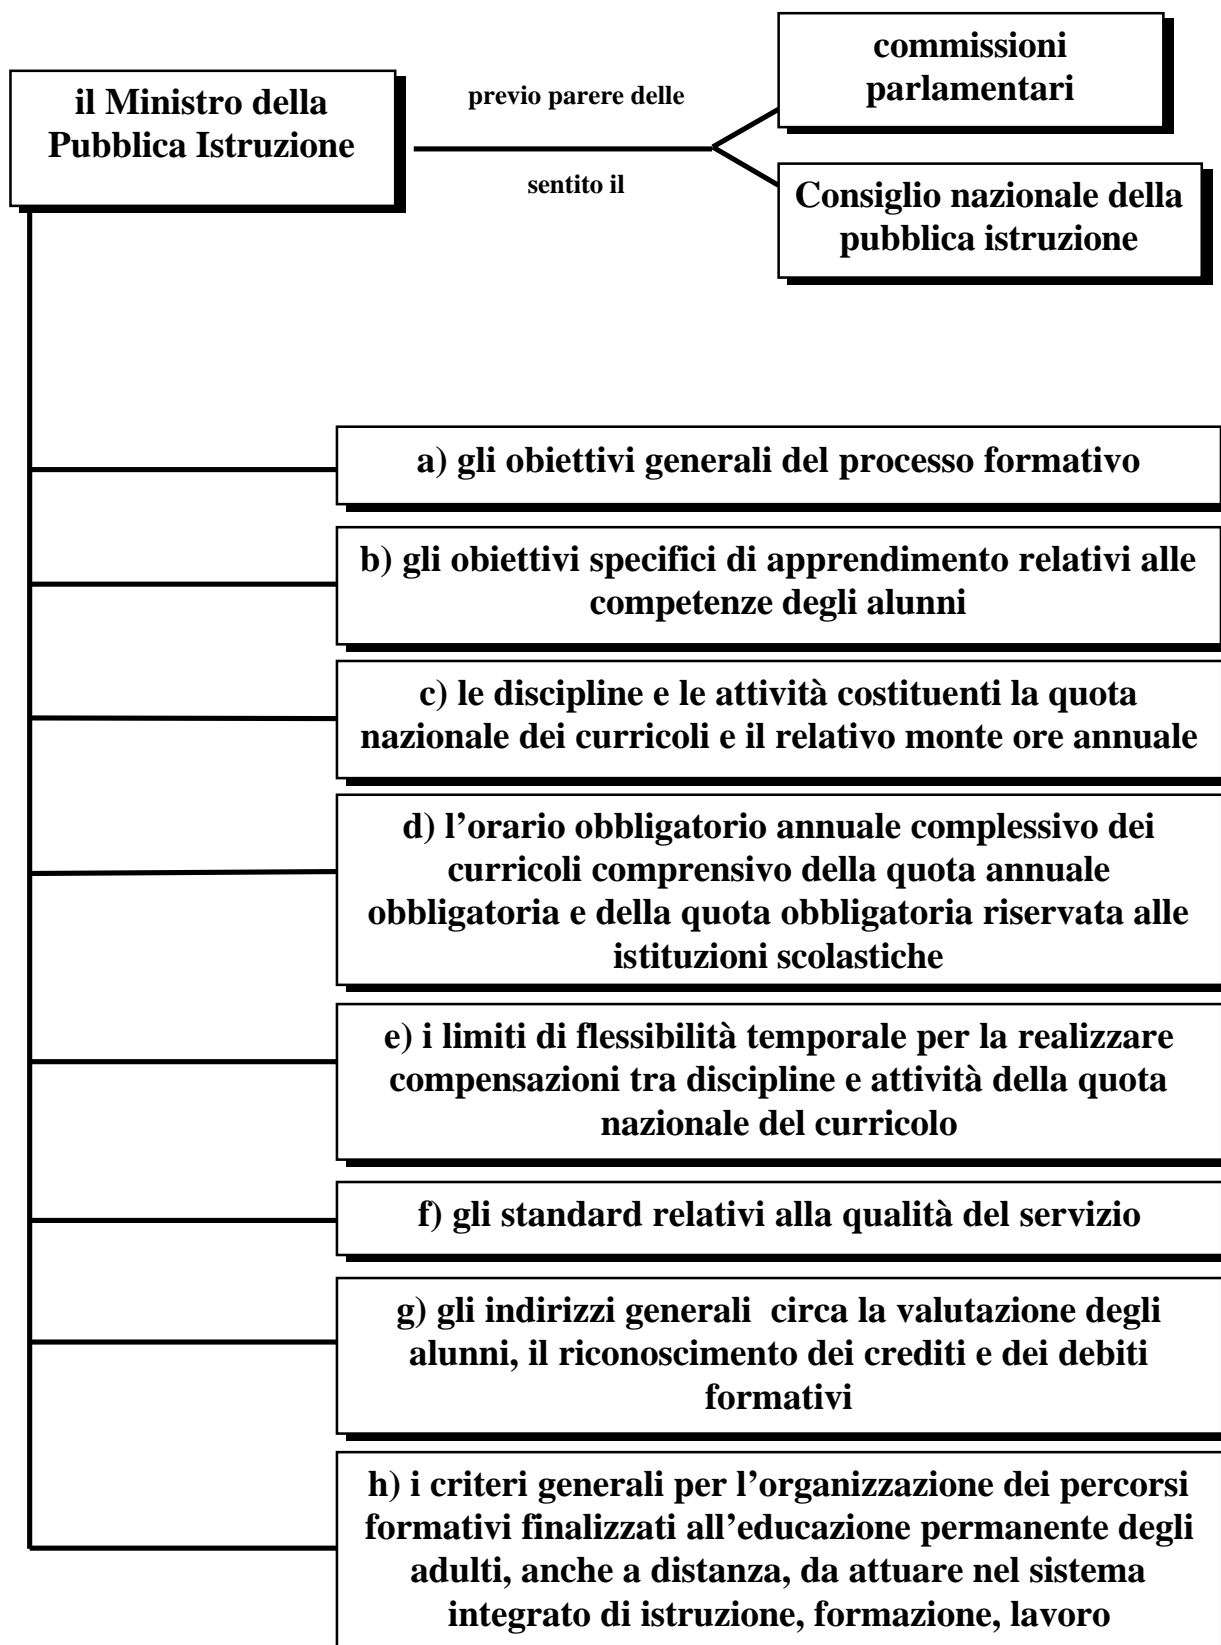 il Ministro della
Pubblica Istruzione
previo parere delle
sentito il
commissioni
parlamentari
Consiglio nazionale della
pubblica istruzione
a) gli obiettivi generali del processo formativo
b) gli obiettivi specifici di apprendimento relativi alle
competenze degli alunni
c) le discipline e le attività costituenti la quota
nazionale dei curricoli e il relativo monte ore annuale
d) l’orario obbligatorio annuale complessivo dei
curricoli comprensivo della quota annuale
obbligatoria e della quota obbligatoria riservata alle
istituzioni scolastiche
e) i limiti di flessibilità temporale per la realizzare
compensazioni tra discipline e attività della quota
nazionale del curricolo
f) gli standard relativi alla qualità del servizio
g) gli indirizzi generali  circa la valutazione degli
alunni, il riconoscimento dei crediti e dei debiti
formativi
h) i criteri generali per l’organizzazione dei percorsi
formativi finalizzati all’educazione permanente degli
adulti, anche a distanza, da attuare nel sistema
integrato di istruzione, formazione, lavoro